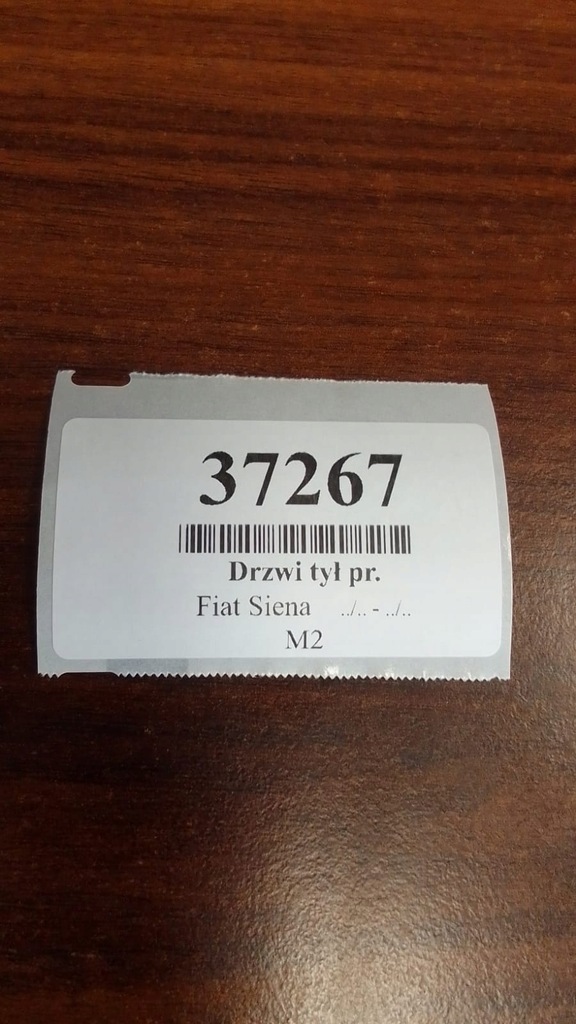 37267
Drzwi tył pr.
Fiat Siena ../.. - ../..
M2